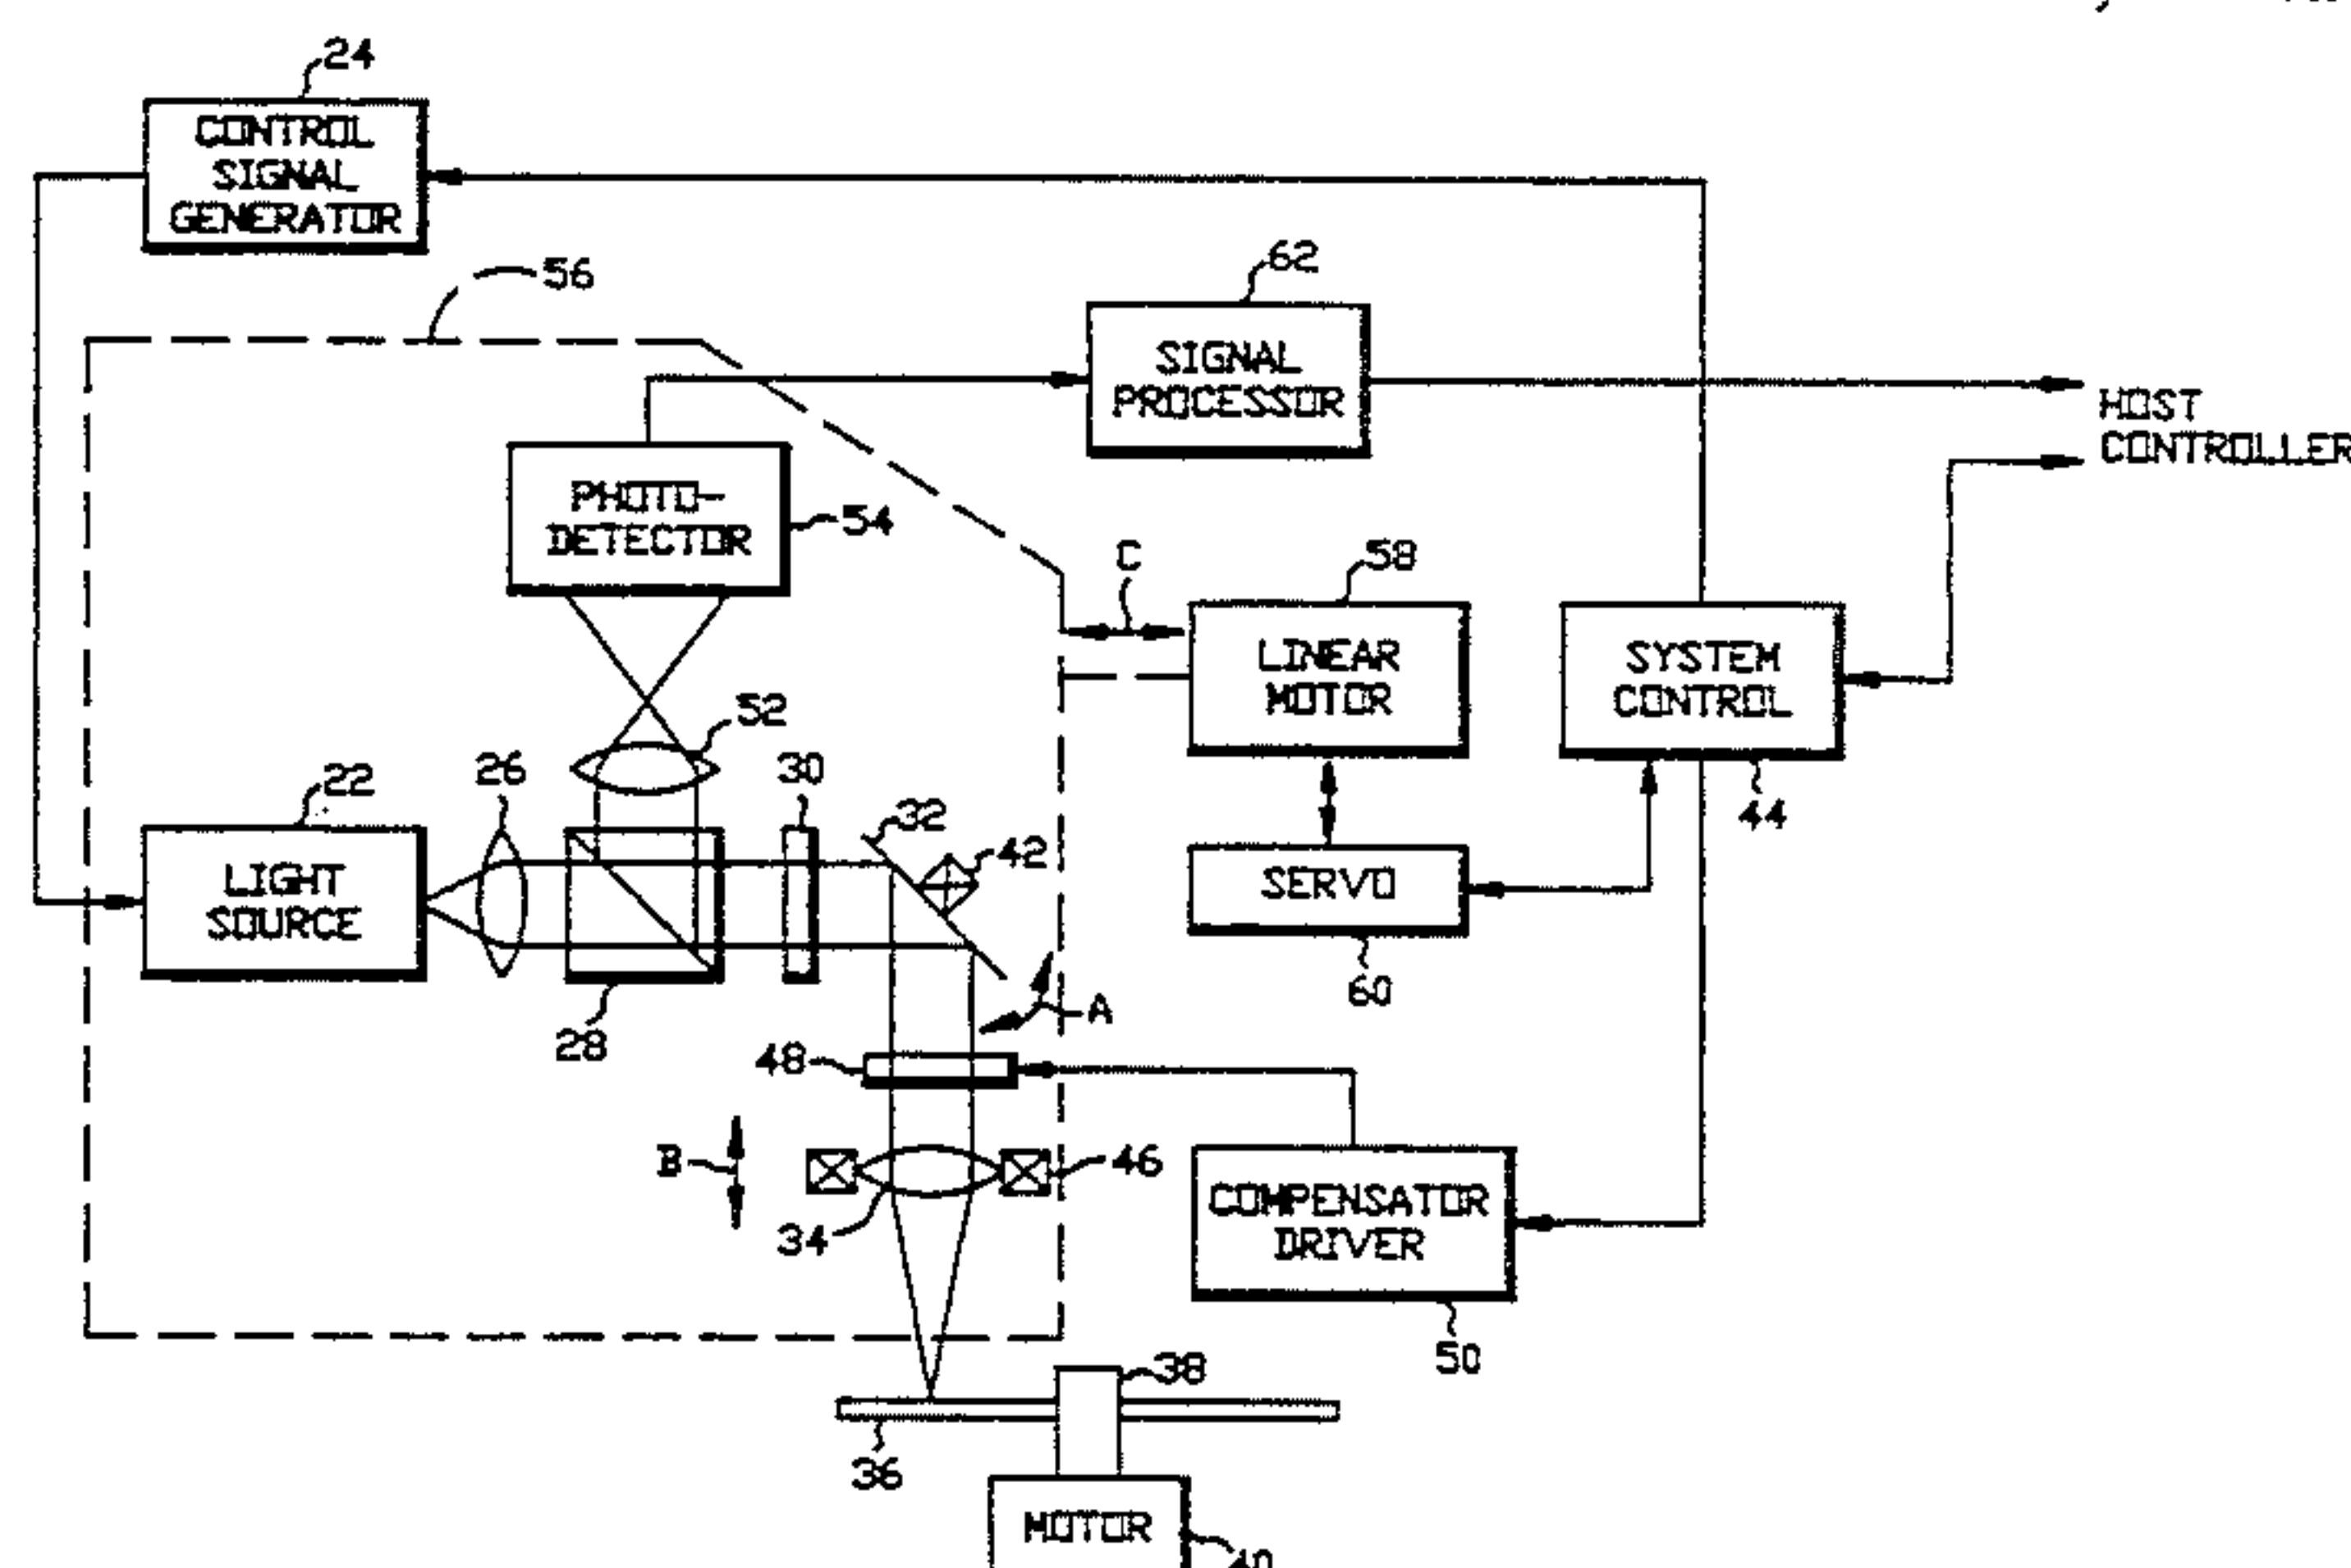 24
CONTROL
SIGNAL
GENERATOR
56
62
SIGNAL
PROCESSOR
HOST
CONTROLLER
PHOTO-
DETECTOR
54
C
58
LINEAR
MOTOR
SYSTEM
CONTROL
44
52
22
26
30
32
42
LIGHT
SOURCE
SERVO
60
28
A
48
B
46
34
COMPENSATOR
DRIVER
50
38
36
MOTOR
40